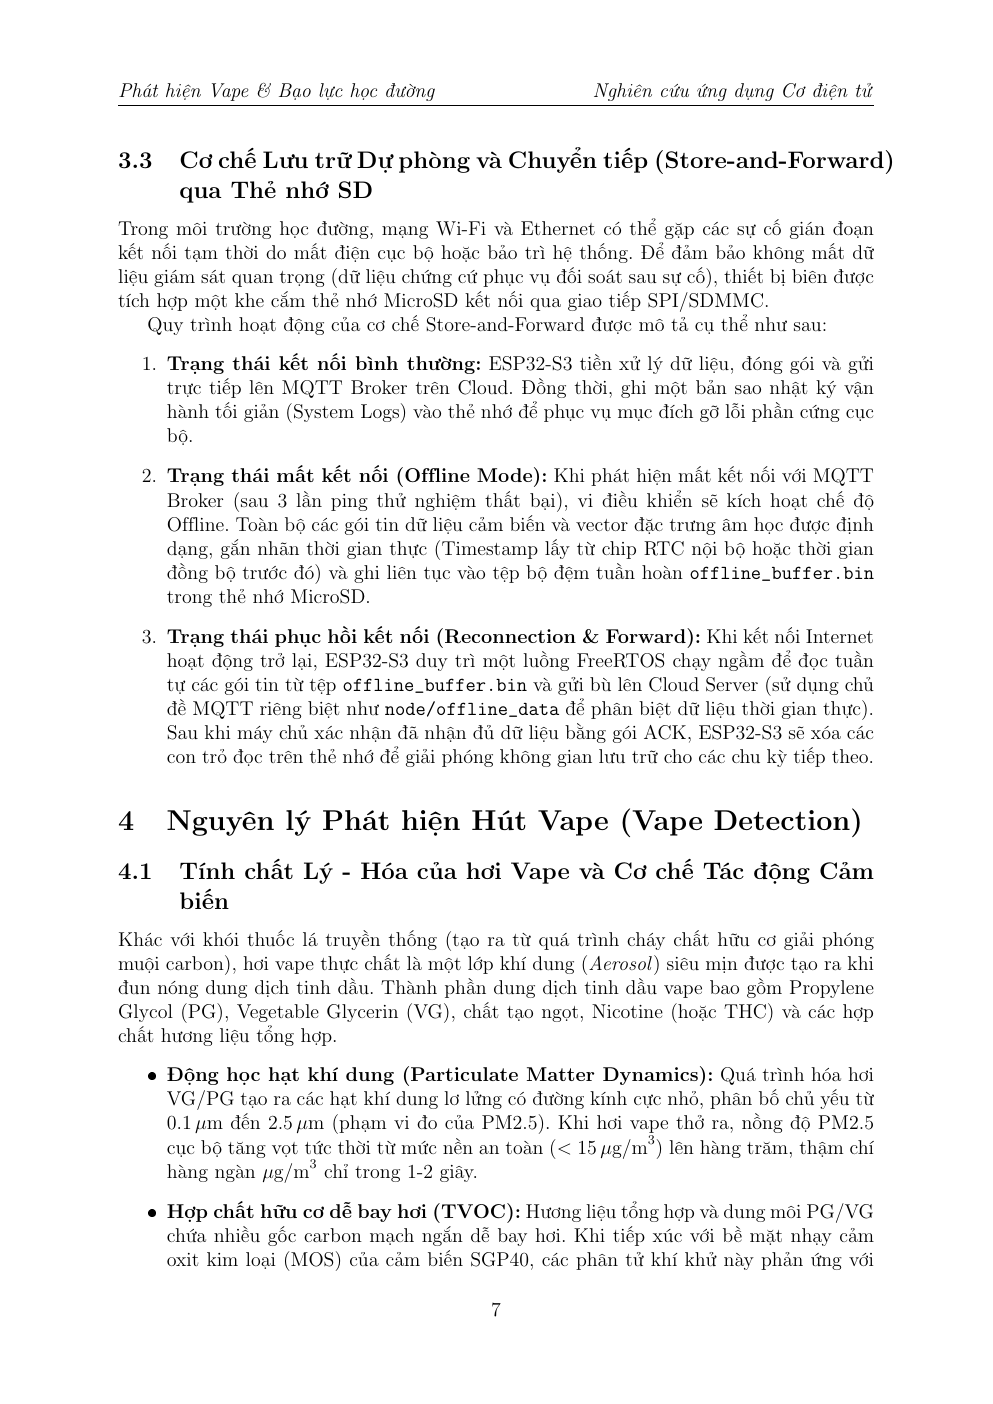 Phát hiện Vape & Bạo lực học đường Nghiên cứu ứng dụng Cơ điện tử
3.3 Cơ chế Lưu trữ Dự phòng và Chuyển tiếp (Store-and-Forward)
qua Thẻ nhớ SD
Trong môi trường học đường, mạng Wi-Fi và Ethernet có thể gặp các sự cố gián đoạn
kết nối tạm thời do mất điện cục bộ hoặc bảo trì hệ thống. Để đảm bảo không mất dữ
liệu giám sát quan trọng (dữ liệu chứng cứ phục vụ đối soát sau sự cố), thiết bị biên được
tích hợp một khe cắm thẻ nhớ MicroSD kết nối qua giao tiếp SPI/SDMMC.
Quy trình hoạt động của cơ chế Store-and-Forward được mô tả cụ thể như sau:
1. Trạng thái kết nối bình thường: ESP32-S3 tiền xử lý dữ liệu, đóng gói và gửi
trực tiếp lên MQTT Broker trên Cloud. Đồng thời, ghi một bản sao nhật ký vận
hành tối giản (System Logs) vào thẻ nhớ để phục vụ mục đích gỡ lỗi phần cứng cục
bộ.
2. Trạng thái mất kết nối (Offline Mode): Khi phát hiện mất kết nối với MQTT
Broker (sau 3 lần ping thử nghiệm thất bại), vi điều khiển sẽ kích hoạt chế độ
Offline. Toàn bộ các gói tin dữ liệu cảm biến và vector đặc trưng âm học được định
dạng, gắn nhãn thời gian thực (Timestamp lấy từ chip RTC nội bộ hoặc thời gian
đồng bộ trước đó) và ghi liên tục vào tệp bộ đệm tuần hoàn offline_buffer.bin
trong thẻ nhớ MicroSD.
3. Trạng thái phục hồi kết nối (Reconnection & Forward): Khi kết nối Internet
hoạt động trở lại, ESP32-S3 duy trì một luồng FreeRTOS chạy ngầm để đọc tuần
tự các gói tin từ tệp offline_buffer.bin và gửi bù lên Cloud Server (sử dụng chủ
đề MQTT riêng biệt như node/offline_data để phân biệt dữ liệu thời gian thực).
Sau khi máy chủ xác nhận đã nhận đủ dữ liệu bằng gói ACK, ESP32-S3 sẽ xóa các
con trỏ đọc trên thẻ nhớ để giải phóng không gian lưu trữ cho các chu kỳ tiếp theo.
4 Nguyên lý Phát hiện Hút Vape (Vape Detection)
4.1 Tính chất Lý - Hóa của hơi Vape và Cơ chế Tác động Cảm
biến
Khác với khói thuốc lá truyền thống (tạo ra từ quá trình cháy chất hữu cơ giải phóng
muội carbon), hơi vape thực chất là một lớp khí dung (Aerosol) siêu mịn được tạo ra khi
đun nóng dung dịch tinh dầu. Thành phần dung dịch tinh dầu vape bao gồm Propylene
Glycol (PG), Vegetable Glycerin (VG), chất tạo ngọt, Nicotine (hoặc THC) và các hợp
chất hương liệu tổng hợp.
• Động học hạt khí dung (Particulate Matter Dynamics): Quá trình hóa hơi
VG/PG tạo ra các hạt khí dung lơ lửng có đường kính cực nhỏ, phân bố chủ yếu từ
0.1 μm đến 2.5 μm (phạm vi đo của PM2.5). Khi hơi vape thở ra, nồng độ PM2.5
cục bộ tăng vọt tức thời từ mức nền an toàn (< 15 μg/m³) lên hàng trăm, thậm chí
hàng ngàn μg/m³ chỉ trong 1-2 giây.
• Hợp chất hữu cơ dễ bay hơi (TVOC): Hương liệu tổng hợp và dung môi PG/VG
chứa nhiều gốc carbon mạch ngắn dễ bay hơi. Khi tiếp xúc với bề mặt nhạy cảm
oxit kim loại (MOS) của cảm biến SGP40, các phân tử khí khử này phản ứng với
7